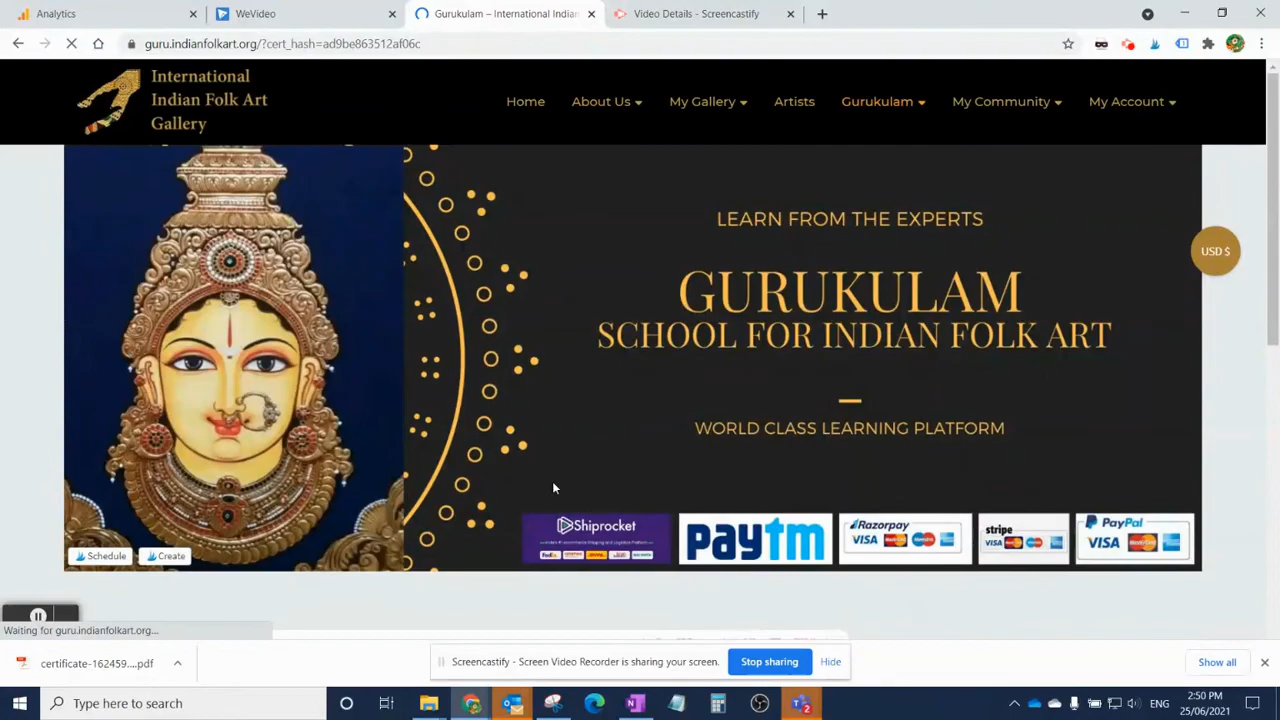 Analytics
WeVideo
Gurukulam – International Indian
Video Details - Screencastify
guru.indianfolkart.org/?cert_hash=ad9be863512af06c
International
Indian Folk Art
Gallery
Home
About Us
My Gallery
Artists
Gurukulam
My Community
My Account
LEARN FROM THE EXPERTS
GURUKULAM
SCHOOL FOR INDIAN FOLK ART
WORLD CLASS LEARNING PLATFORM
USD $
Shiprocket
paytm
Razorpay
VISA
stripe
VISA
PayPal
VISA
Schedule
Create
Waiting for guru.indianfolkart.org...
certificate-162459....pdf
Screencastify - Screen Video Recorder is sharing your screen.
Stop sharing
Hide
Show all
Type here to search
2
ENG
2:50 PM
25/06/2021